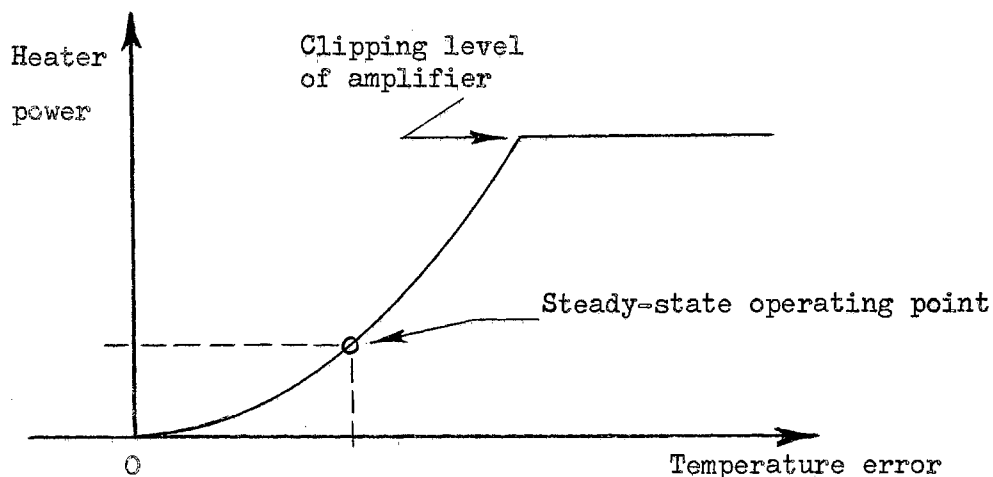 Heater
power
Clipping level
of amplifier
Steady-state operating point
0
Temperature error